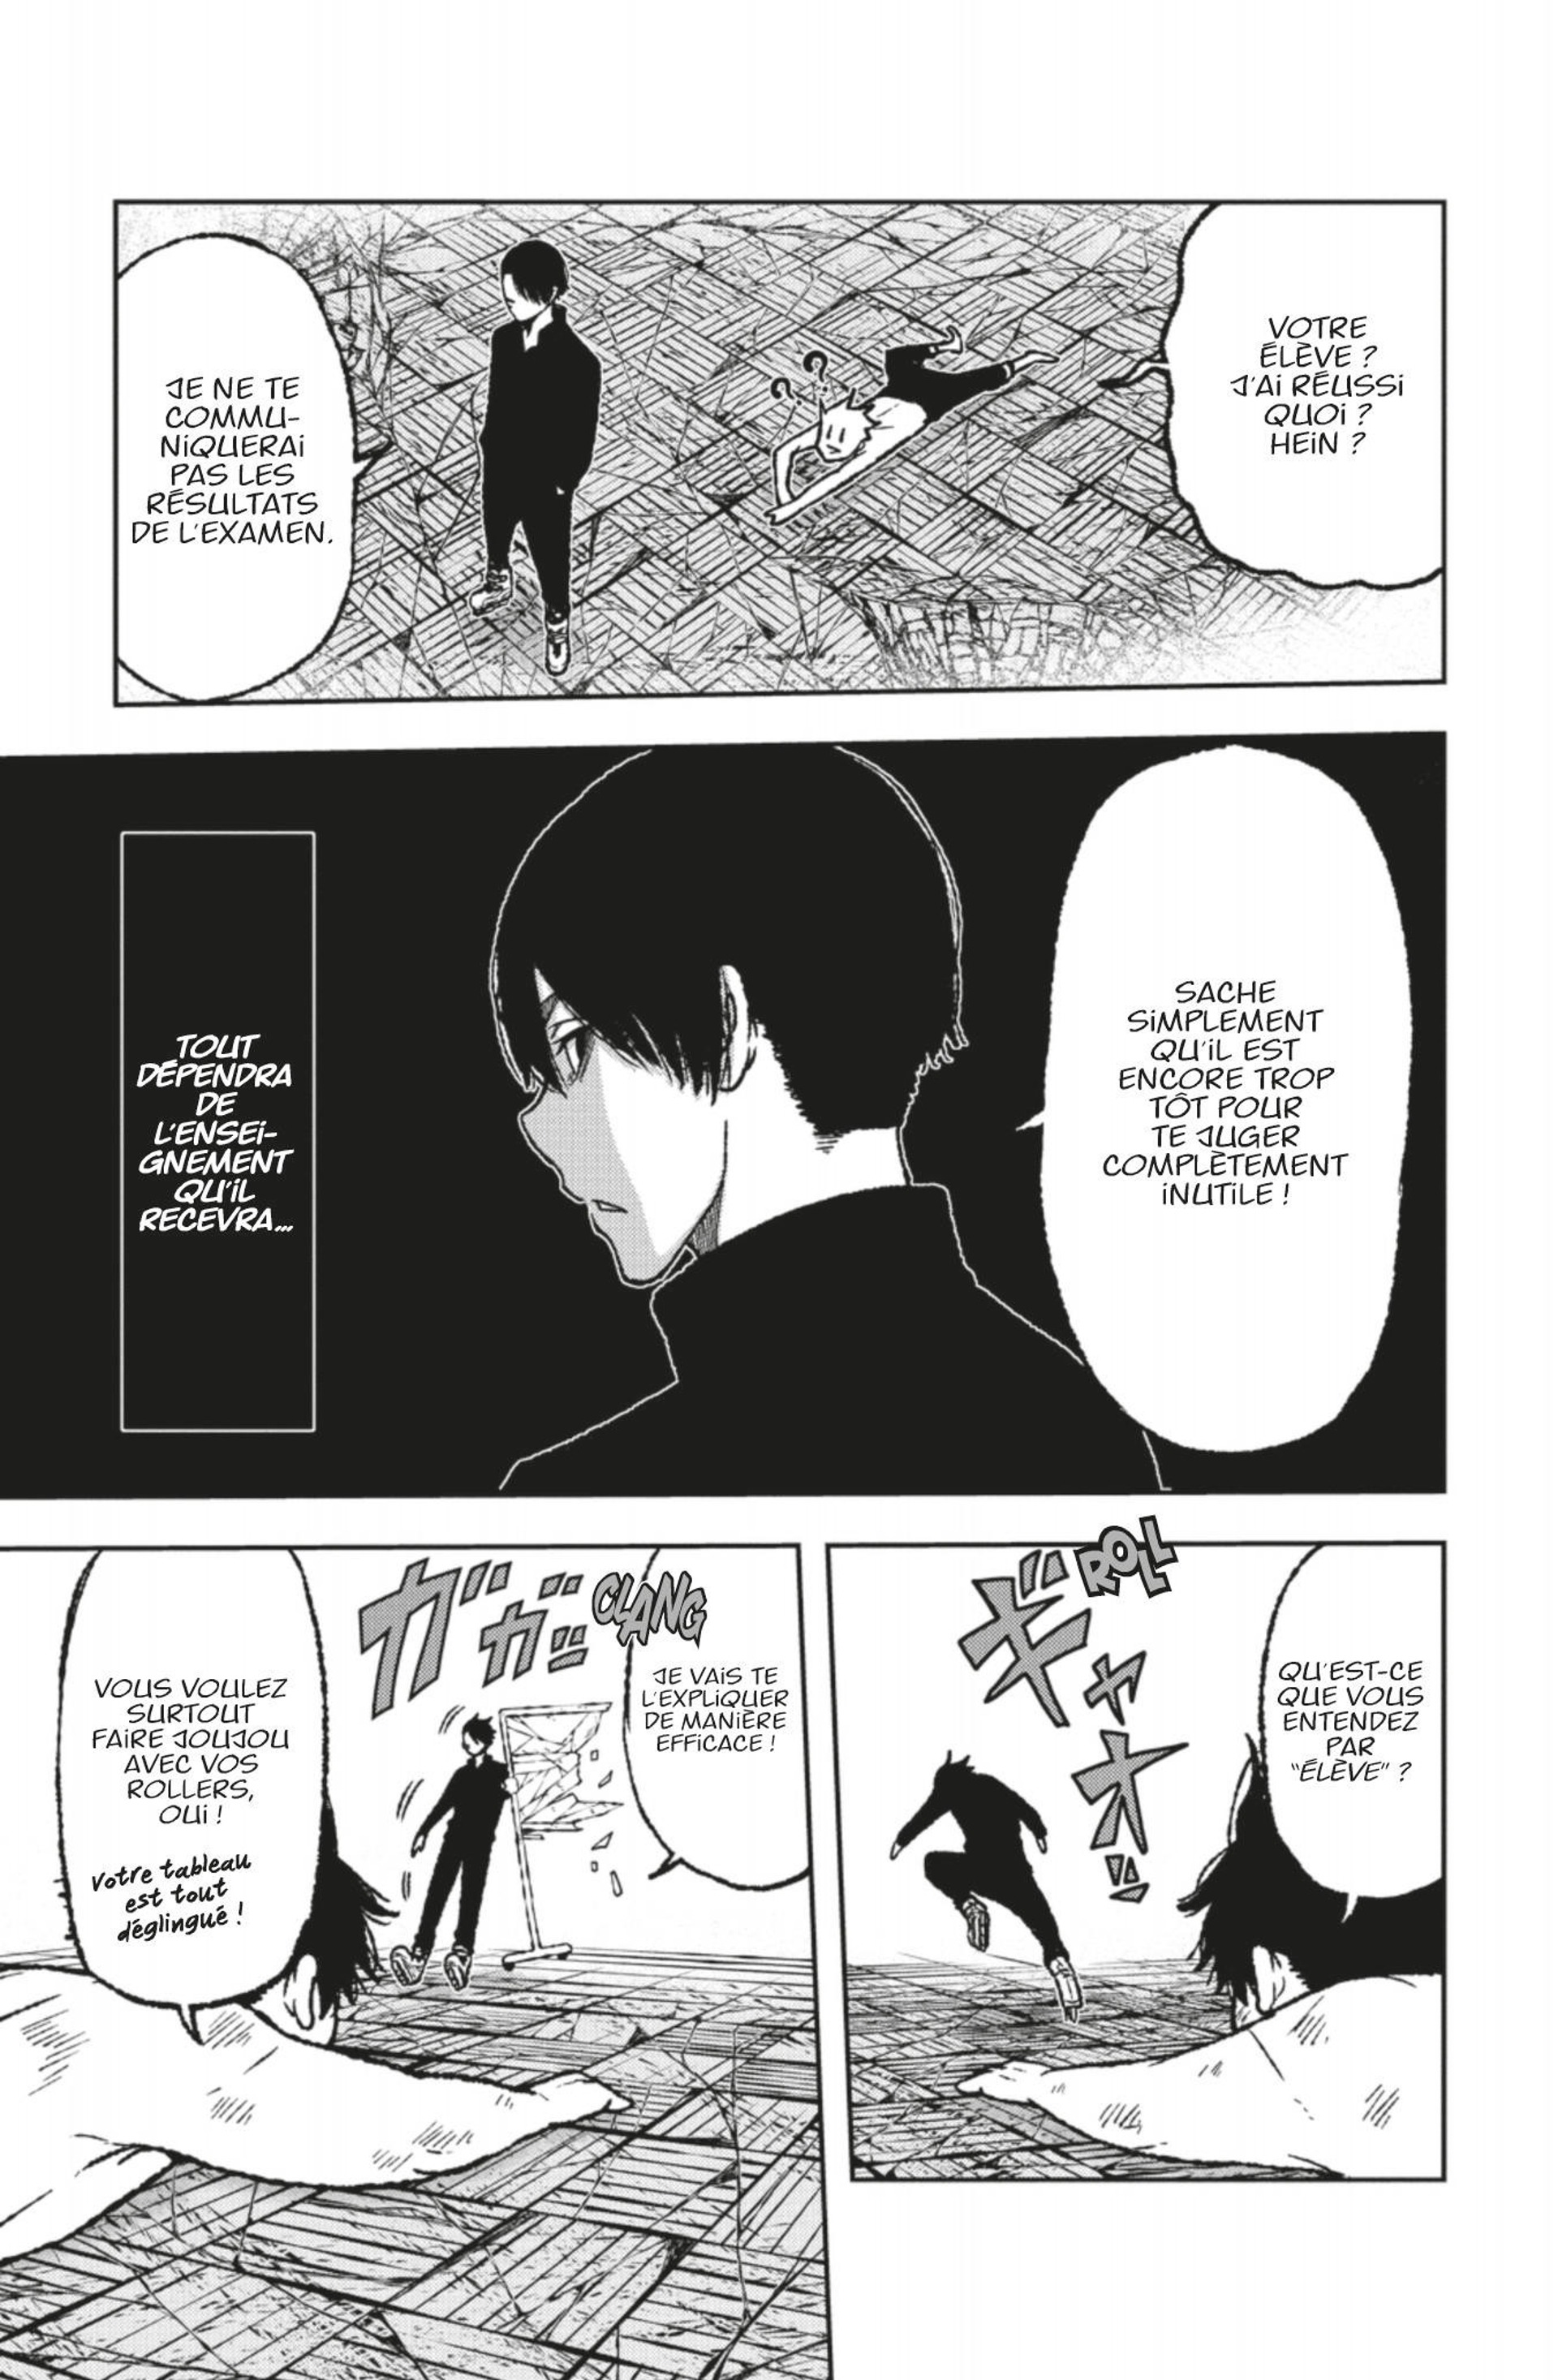 VOTRE
ÉLÈVE ?
J'AI RÉUSSI
QUOI ?
HEIN ?
JE NE TE
COMMU-
NIQUERAI
PAS LES
RÉSULTATS
DE L'EXAMEN.
? ?
SACHE
SIMPLEMENT
QU'IL EST
ENCORE TROP
TÔT POUR
TE JUGER
COMPLÈTEMENT
INUTILE !
TOUT
DÉPENDRA
DE
L'ENSEI-
GNEMENT
QU'IL
RECEVRA...
ROLL
ギャオ!!
QU'EST-CE
QUE VOUS
ENTENDEZ
PAR
"ÉLÈVE" ?
CLANG
ガガガ!!
JE VAIS TE
L'EXPLIQUER
DE MANIÈRE
EFFICACE !
VOUS VOULEZ
SURTOUT
FAIRE JOUJOU
AVEC VOS
ROLLERS,
OUI !
Votre tableau
est tout
déglingué !